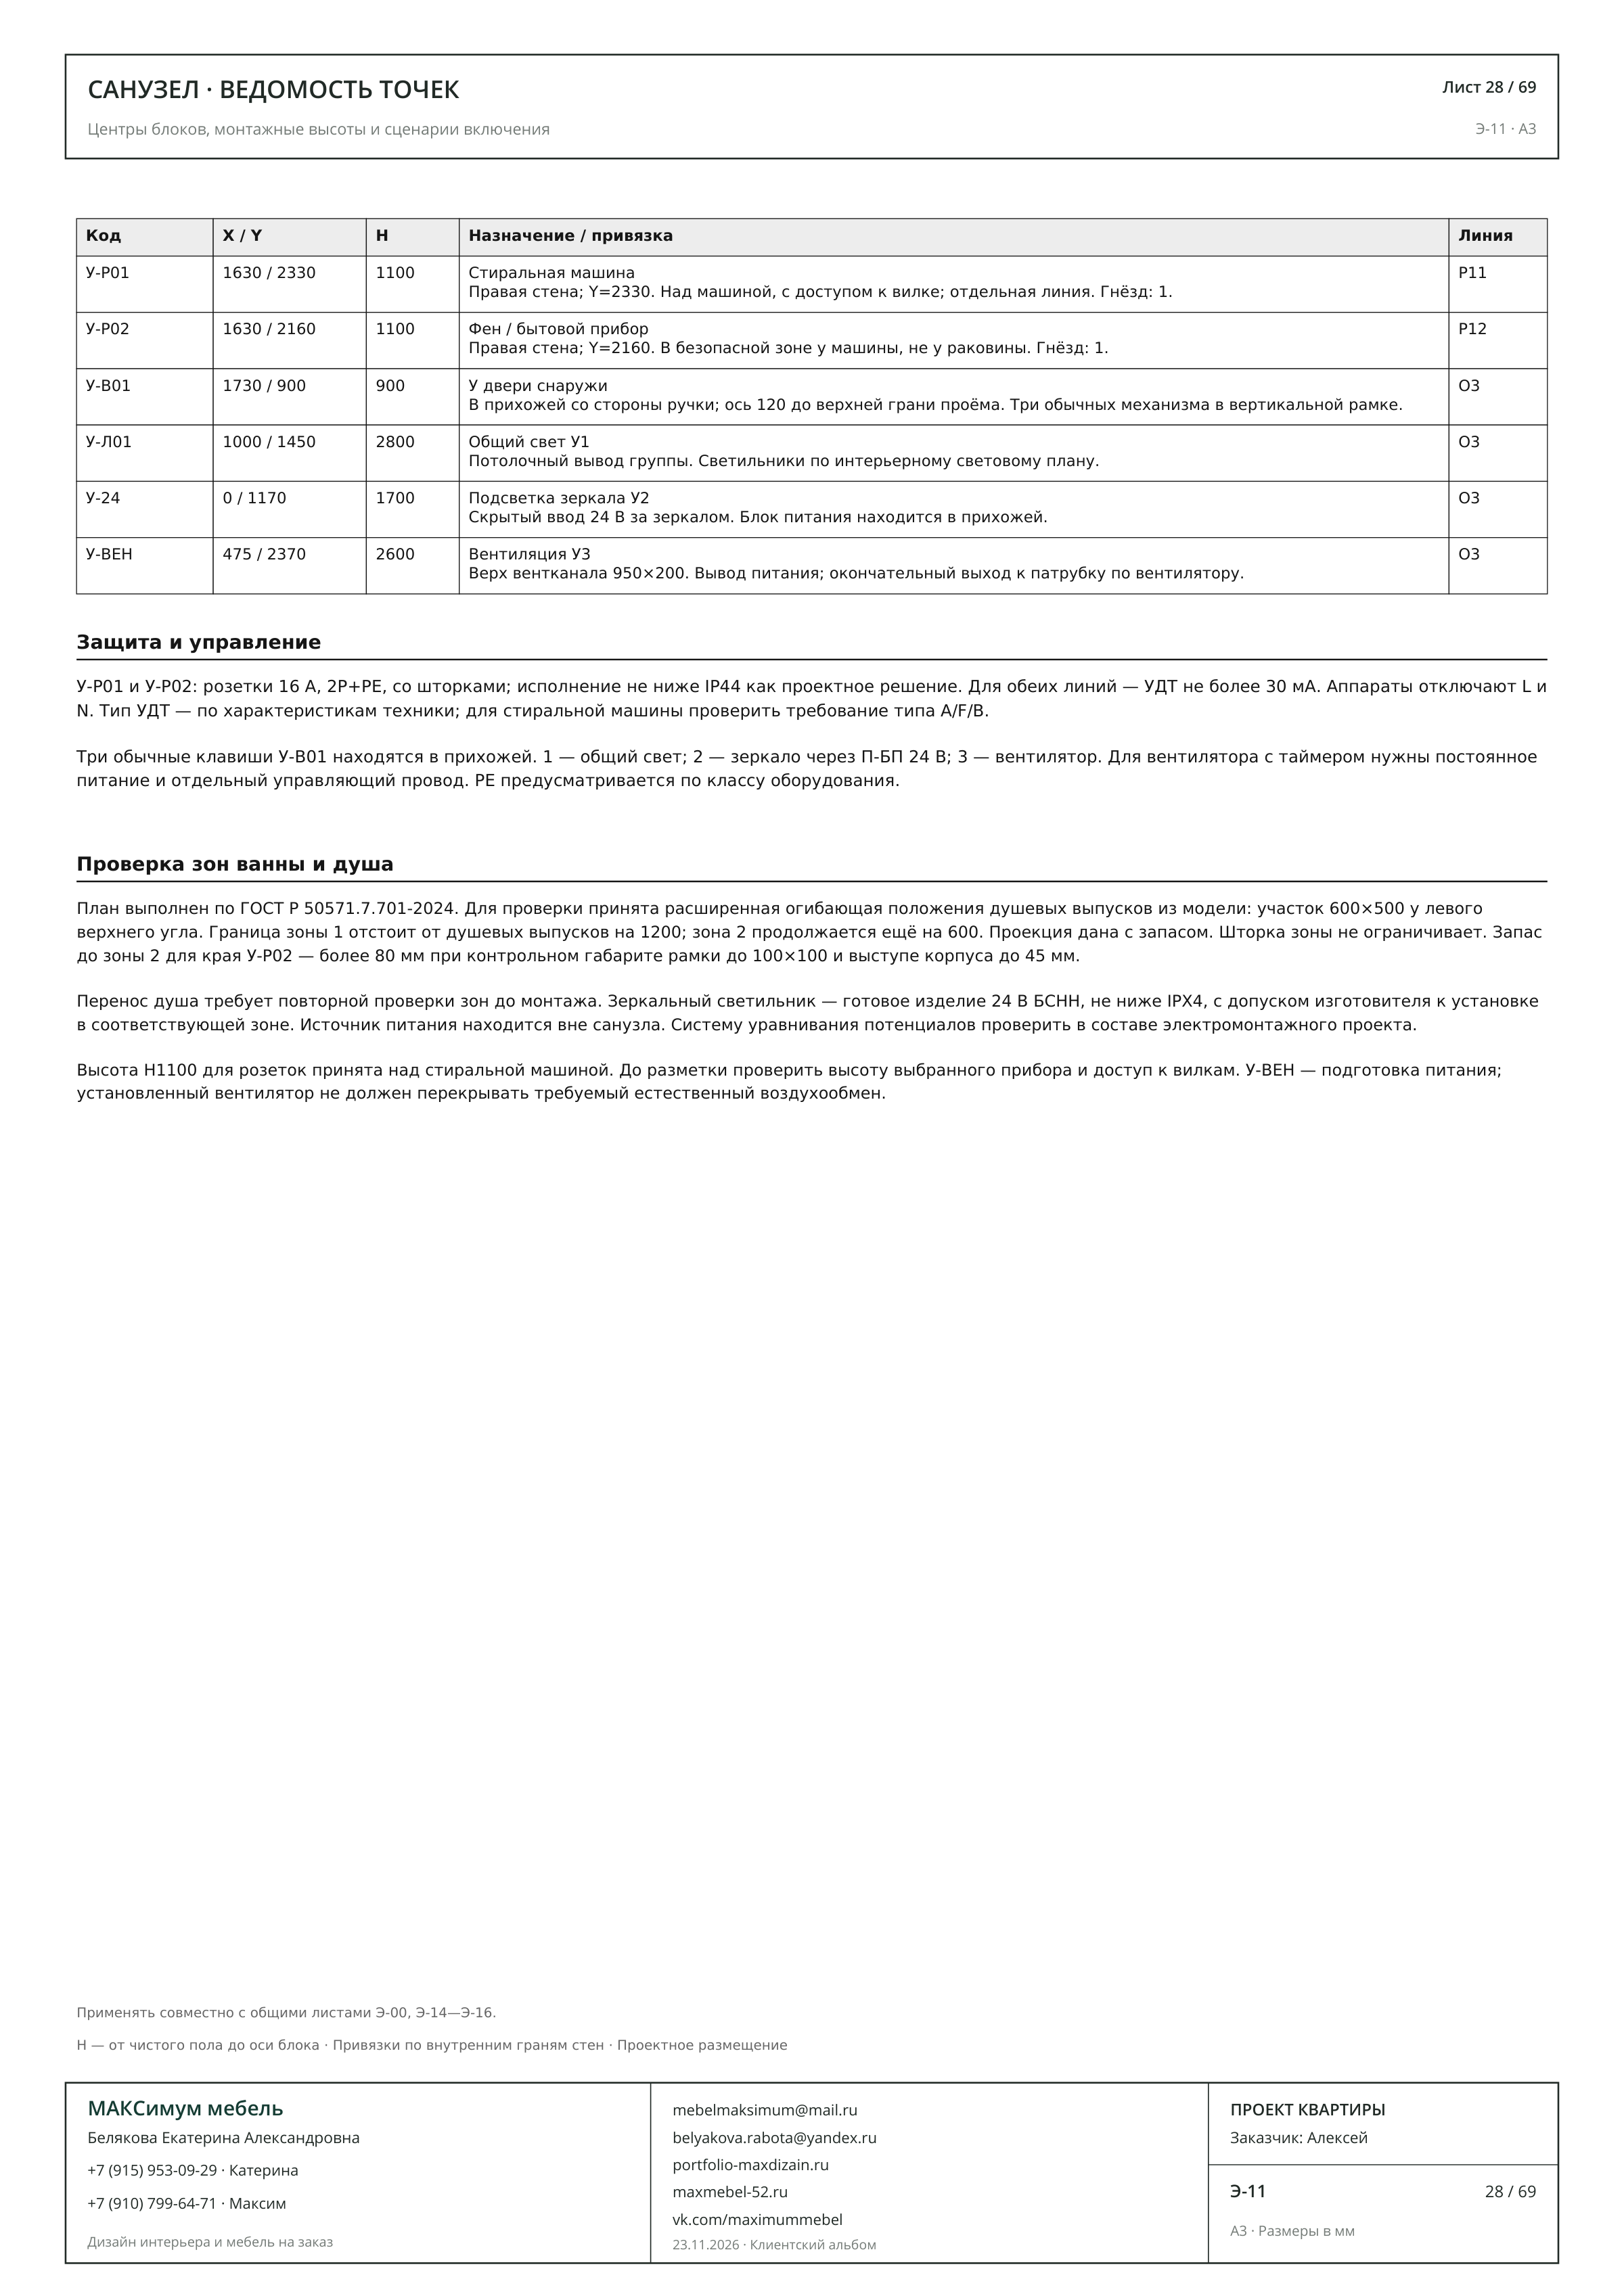 САНУЗЕЛ · ВЕДОМОСТЬ ТОЧЕК
Лист 28 / 69
Центры блоков, монтажные высоты и сценарии включения
Э-11 · А3
Код X / Y H Назначение / привязка Линия
У-Р01 1630 / 2330 1100 Стиральная машина Р11
Правая стена; Y=2330. Над машиной, с доступом к вилке; отдельная линия. Гнёзд: 1.
У-Р02 1630 / 2160 1100 Фен / бытовой прибор Р12
Правая стена; Y=2160. В безопасной зоне у машины, не у раковины. Гнёзд: 1.
У-В01 1730 / 900 900 У двери снаружи О3
В прихожей со стороны ручки; ось 120 до верхней грани проёма. Три обычных механизма в вертикальной рамке.
У-Л01 1000 / 1450 2800 Общий свет У1 О3
Потолочный вывод группы. Светильники по интерьерному световому плану.
У-24 0 / 1170 1700 Подсветка зеркала У2 О3
Скрытый ввод 24 В за зеркалом. Блок питания находится в прихожей.
У-ВЕН 475 / 2370 2600 Вентиляция У3 О3
Верх вентканала 950×200. Вывод питания; окончательный выход к патрубку по вентилятору.
Защита и управление
У-Р01 и У-Р02: розетки 16 А, 2P+PE, со шторками; исполнение не ниже IP44 как проектное решение. Для обеих линий — УДТ не более 30 мА. Аппараты отключают L и
N. Тип УДТ — по характеристикам техники; для стиральной машины проверить требование типа A/F/B.
Три обычные клавиши У-В01 находятся в прихожей. 1 — общий свет; 2 — зеркало через П-БП 24 В; 3 — вентилятор. Для вентилятора с таймером нужны постоянное
питание и отдельный управляющий провод. PE предусматривается по классу оборудования.
Проверка зон ванны и душа
План выполнен по ГОСТ Р 50571.7.701-2024. Для проверки принята расширенная огибающая положения душевых выпусков из модели: участок 600×500 у левого
верхнего угла. Граница зоны 1 отстоит от душевых выпусков на 1200; зона 2 продолжается ещё на 600. Проекция дана с запасом. Шторка зоны не ограничивает. Запас
до зоны 2 для края У-Р02 — более 80 мм при контрольном габарите рамки до 100×100 и выступе корпуса до 45 мм.
Перенос душа требует повторной проверки зон до монтажа. Зеркальный светильник — готовое изделие 24 В БСНН, не ниже IPX4, с допуском изготовителя к установке
в соответствующей зоне. Источник питания находится вне санузла. Систему уравнивания потенциалов проверить в составе электромонтажного проекта.
Высота H1100 для розеток принята над стиральной машиной. До разметки проверить высоту выбранного прибора и доступ к вилкам. У-ВЕН — подготовка питания;
установленный вентилятор не должен перекрывать требуемый естественный воздухообмен.
Применять совместно с общими листами Э-00, Э-14—Э-16.
H — от чистого пола до оси блока · Привязки по внутренним граням стен · Проектное размещение
МАКСимум мебель
Белякова Екатерина Александровна
+7 (915) 953-09-29 · Катерина
+7 (910) 799-64-71 · Максим
Дизайн интерьера и мебель на заказ
mebelmaksimum@mail.ru
belyakova.rabota@yandex.ru
portfolio-maxdizain.ru
maxmebel-52.ru
vk.com/maximummebel
23.11.2026 · Клиентский альбом
ПРОЕКТ КВАРТИРЫ
Заказчик: Алексей
Э-11 28 / 69
А3 · Размеры в мм